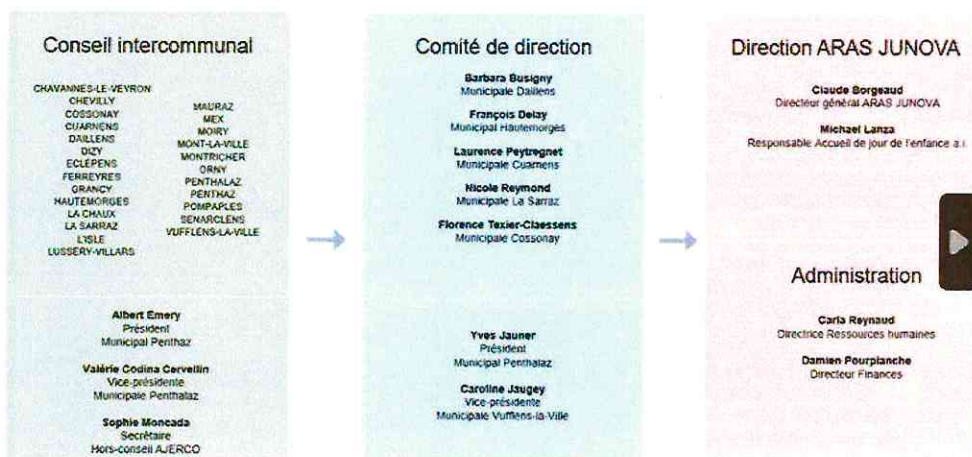 Conseil intercommunal
CHAVANNES-LE-VEYRON
CHEVILLY
COSSONAY
CUARNENS
DAILLENS
DIZY
ECLEPENS
FERREYRES
GRANCY
HAUTEMORGES
LA CHAUX
LA SARRAZ
L'ISLE
LUSSERY-VILLARS
MAURAZ
MEX
MOIRY
MONT-LA-VILLE
MONTRICHER
ORNY
PENTHALAZ
PENTHAZ
POMPAPLES
SENARCLENS
VUFFLENS-LA-VILLE
Albert Emery
Président
Municipal Penthaz
Valérie Codina Cervellin
Vice-présidente
Municipale Penthalaz
Sophie Moncada
Secrétaire
Hors-conseil AJERCO
Comité de direction
Barbara Busigny
Municipale Daillens
François Delay
Municipal Hautemorges
Laurence Peytregnet
Municipale Cuarnens
Nicole Reymond
Municipale La Sarraz
Florence Texier-Claessens
Municipale Cossonay
Yves Jauner
Président
Municipal Penthalaz
Caroline Jaugey
Vice-présidente
Municipale Vufflens-la-Ville
Direction ARAS JUNOVA
Claude Borgeaud
Directeur général ARAS JUNOVA
Michael Lanza
Responsable Accueil de jour de l'enfance a.i.
Administration
Carla Reynaud
Directrice Ressources humaines
Damien Pourplanche
Directeur Finances